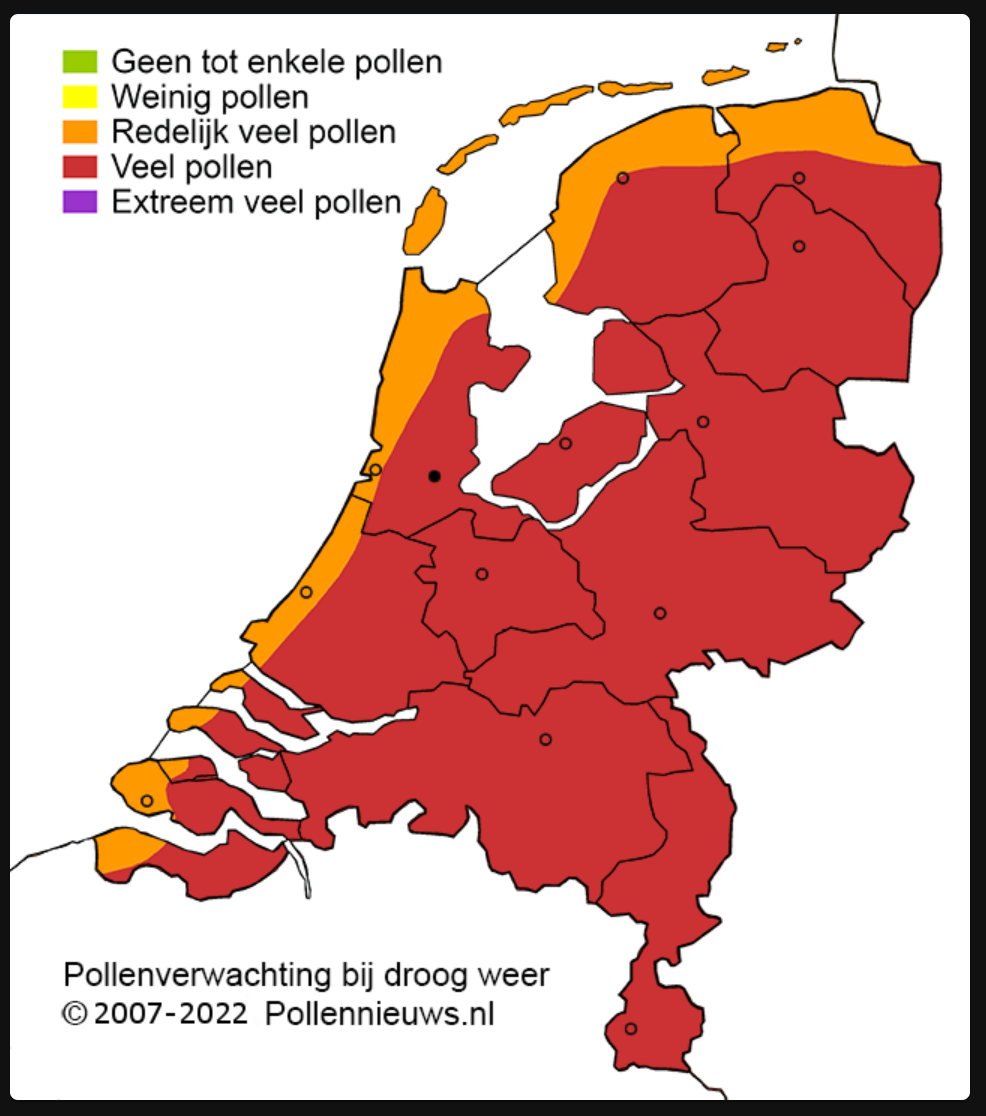 Geen tot enkele pollen
Weinig pollen
Redelijk veel pollen
Veel pollen
Extreem veel pollen
Pollenverwachting bij droog weer
© 2007-2022 Pollennieuws.nl